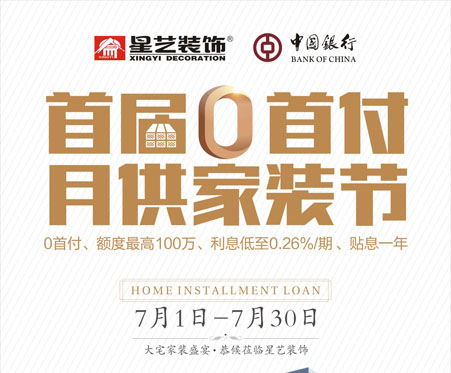 星艺装饰®
XINGYI DECORATION
中国银行
BANK OF CHINA
首届0首付
月供家装节
0首付、额度最高100万、利息低至0.26%/期、贴息一年
HOME INSTALLMENT LOAN
7月1日-7月30日
大宅家装盛宴·恭候莅临星艺装饰